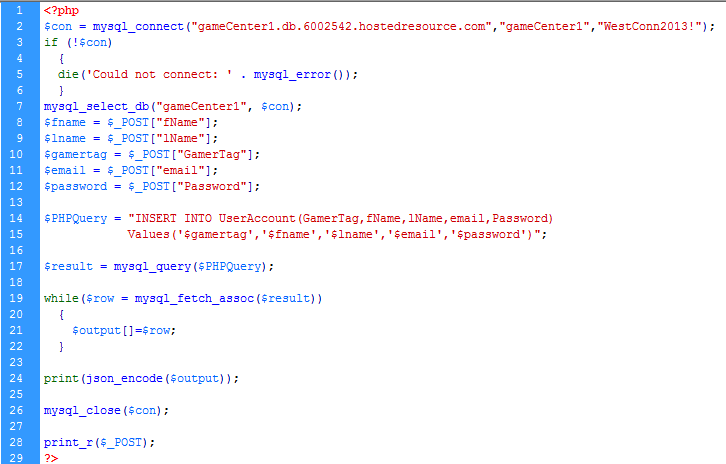 1 <?php
2 $con = mysql_connect("gameCenter1.db.6002542.hostedresource.com","gameCenter1","WestConn2013!");
3 if (!$con)
4 {
5 die('Could not connect: ' . mysql_error());
6 }
7 mysql_select_db("gameCenter1", $con);
8 $fname = $_POST["fName"];
9 $lname = $_POST["lName"];
10 $gamertag = $_POST["GamerTag"];
11 $email = $_POST["email"];
12 $password = $_POST["Password"];
13
14 $PHPQuery = "INSERT INTO UserAccount(GamerTag,fName,lName,email,Password)
15 Values('$gamertag','$fname','$lname','$email','$password')";
16
17 $result = mysql_query($PHPQuery);
18
19 while($row = mysql_fetch_assoc($result))
20 {
21 $output[]=$row;
22 }
23
24 print(json_encode($output));
25
26 mysql_close($con);
27
28 print_r($_POST);
29 ?>